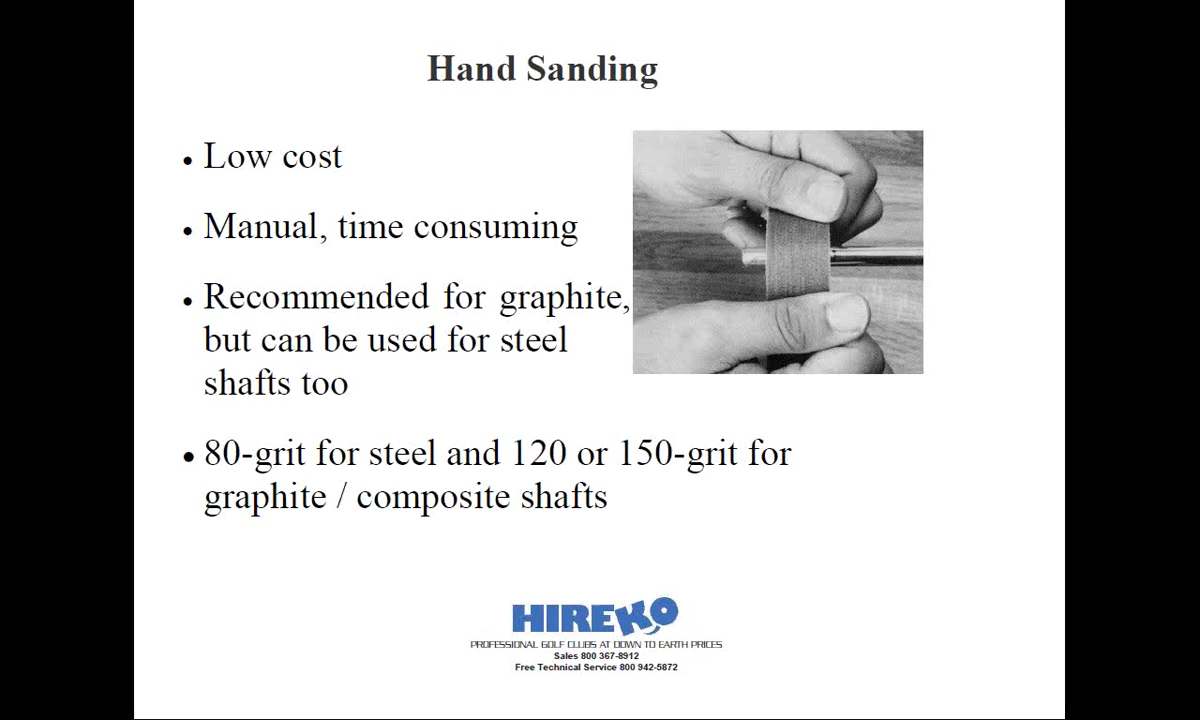 Hand Sanding
• Low cost
• Manual, time consuming
• Recommended for graphite,
but can be used for steel
shafts too
• 80-grit for steel and 120 or 150-grit for
graphite / composite shafts
HIREKO
PROFESSIONAL GOLF CLUBS AT DOWN TO EARTH PRICES
Sales 800 367-8912
Free Technical Service 800 942-5872